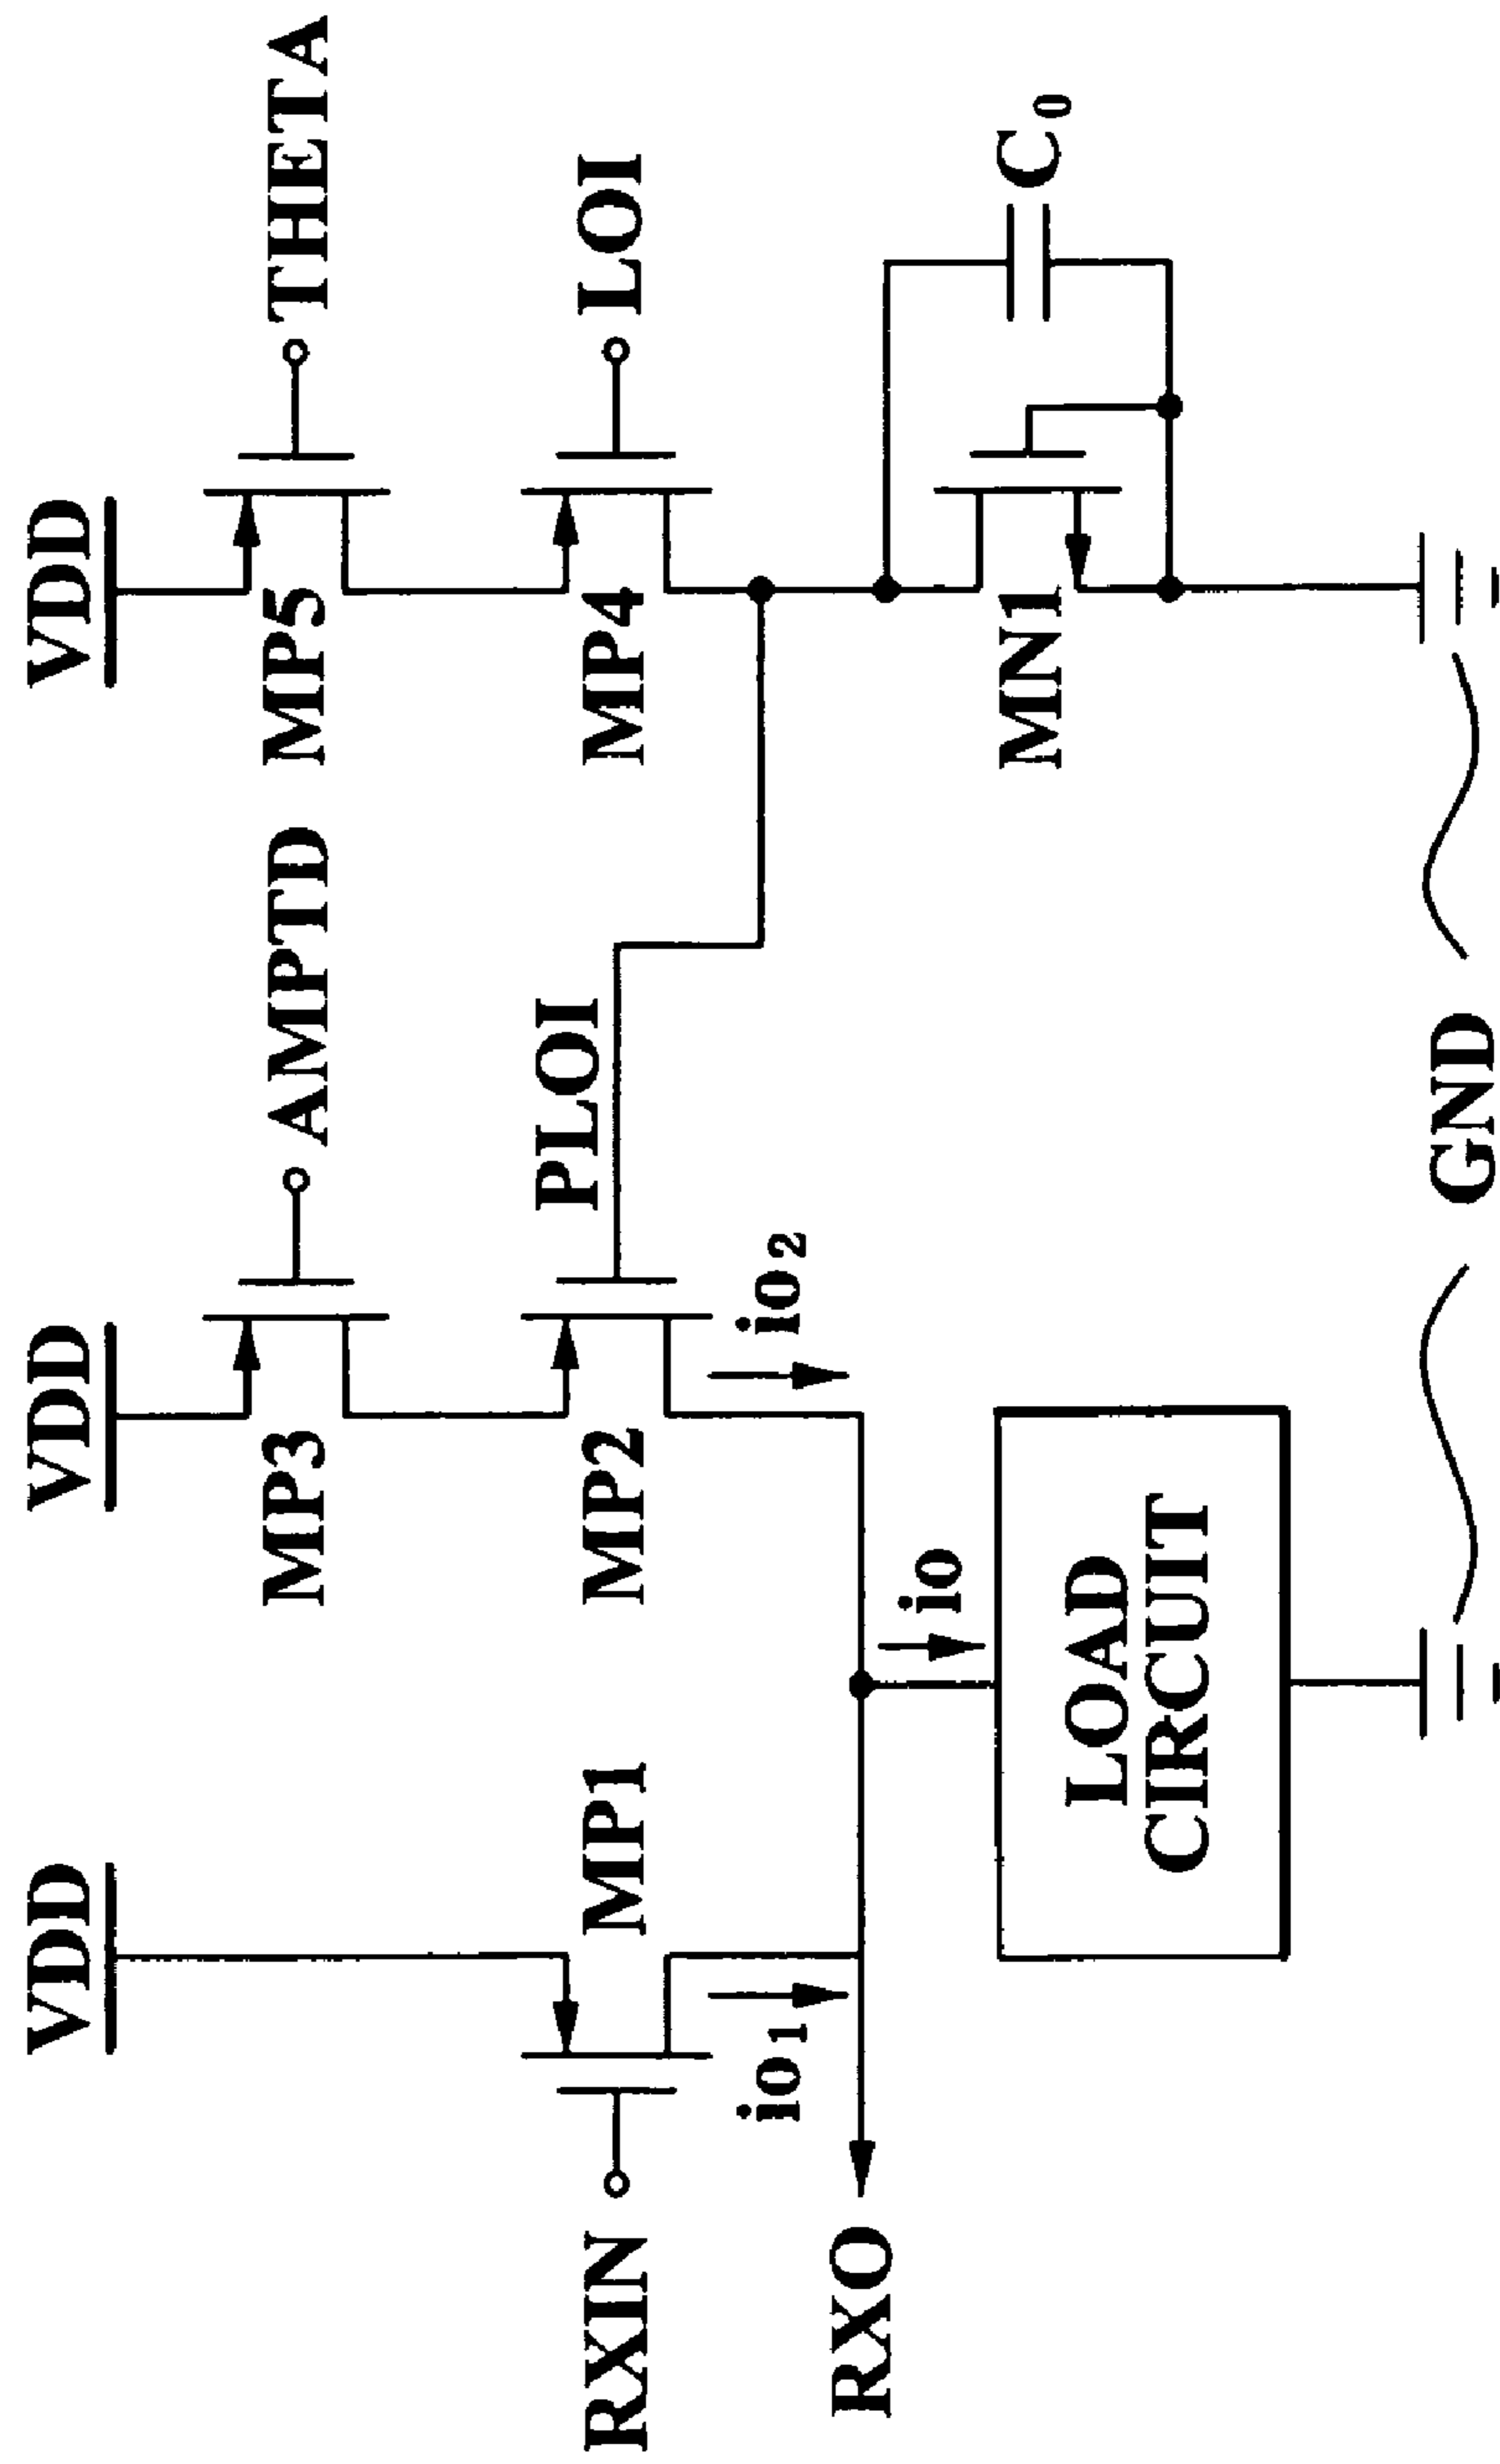 VDD
VDD
VDD
MP3
AMPTD
MP5
THETA
RXIN
MP1
MP2
PLOI
MP4
LOI
io1
io2
RXO
io
LOAD
CIRCUIT
MN1
C0
GND